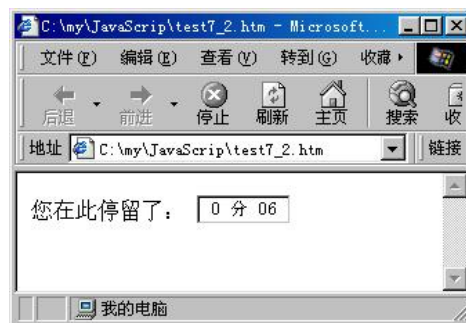 C:\my\JavaScrip\test7_2.htm - Microsoft...
文件(F) 编辑(E) 查看(V) 转到(G) 收藏
后退 前进 停止 刷新 主页 搜索 收
地址 C:\my\JavaScrip\test7_2.htm 链接
您在此停留了： 0 分 06
我的电脑